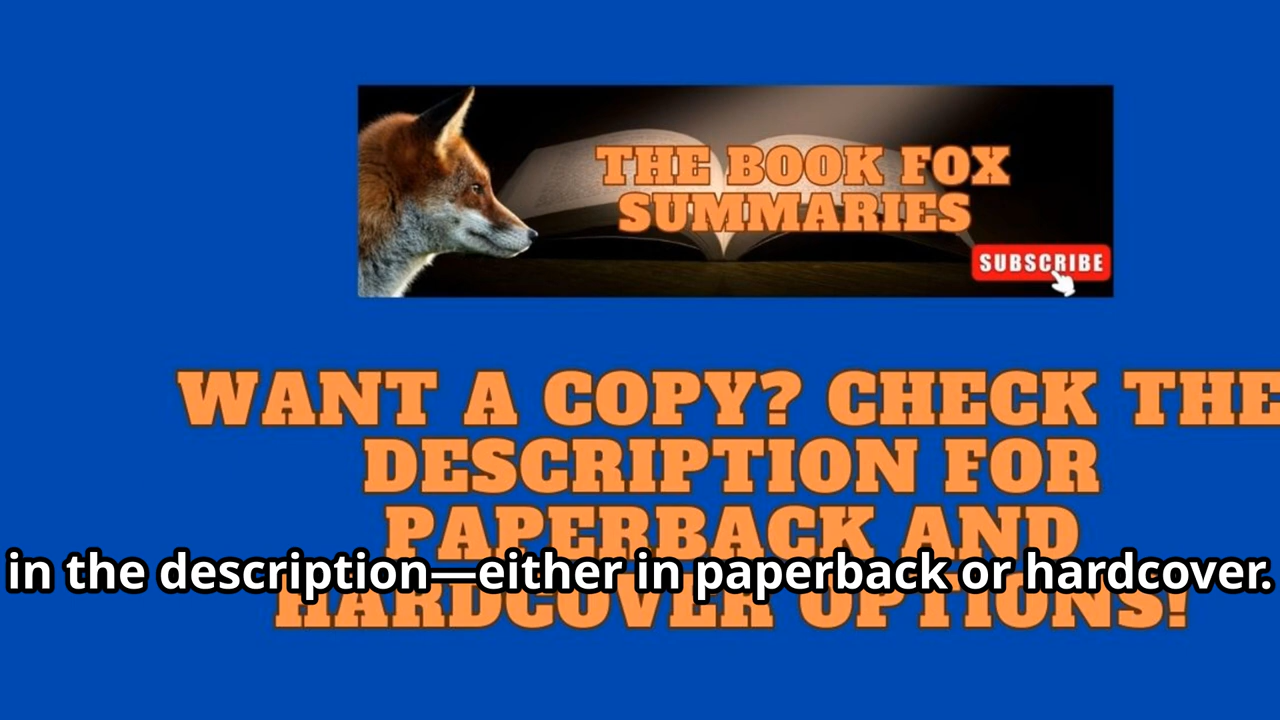 THE BOOK FOX
SUMMARIES
SUBSCRIBE
WANT A COPY? CHECK THE
DESCRIPTION FOR
PAPERBACK AND
in the description—either in paperback or hardcover.
HARDCOVER OPTIONS!